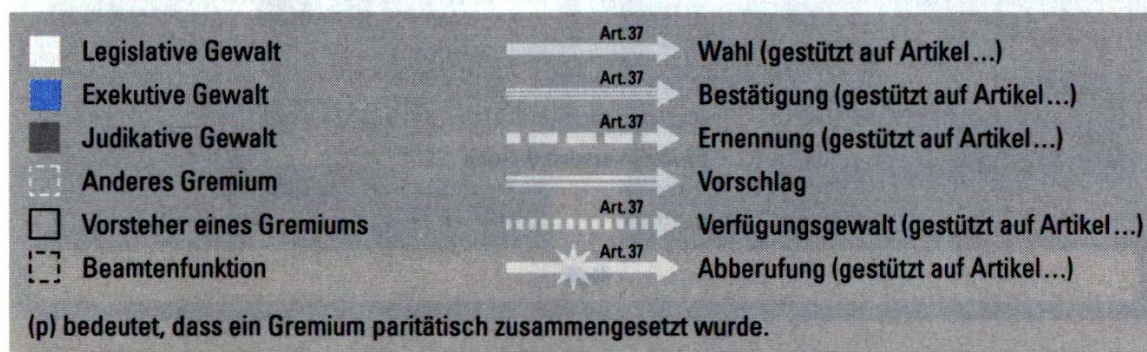 Legislative Gewalt Art. 37 Wahl (gestützt auf Artikel...)
Exekutive Gewalt Art. 37 Bestätigung (gestützt auf Artikel...)
Judikative Gewalt Art. 37 Ernennung (gestützt auf Artikel...)
Anderes Gremium Vorschlag
Vorsteher eines Gremiums Art. 37 Verfügungsgewalt (gestützt auf Artikel...)
Beamtenfunktion Art. 37 Abberufung (gestützt auf Artikel...)
(p) bedeutet, dass ein Gremium paritätisch zusammengesetzt wurde.